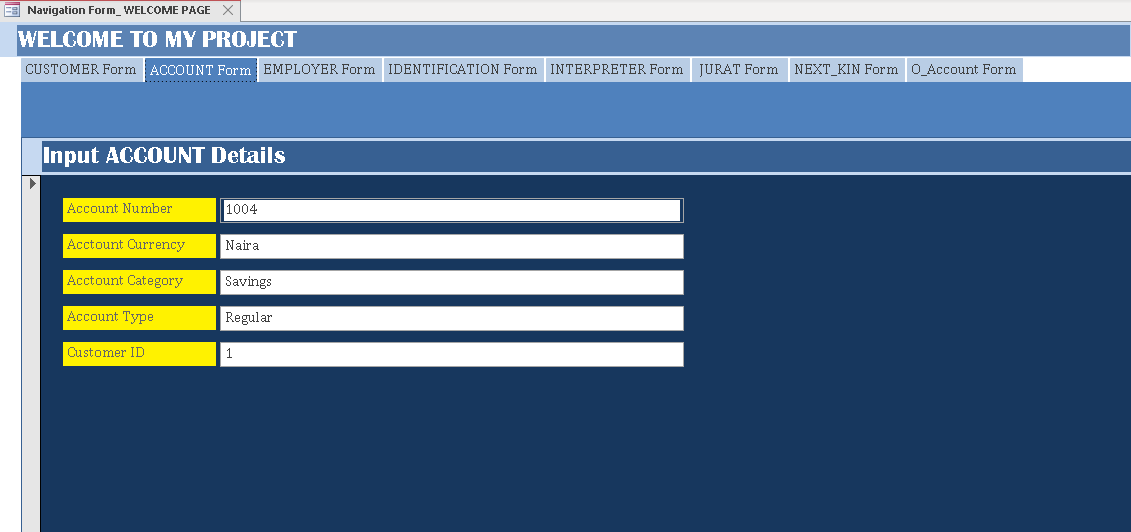 Navigation Form_ WELCOME PAGE
WELCOME TO MY PROJECT
CUSTOMER Form ACCOUNT Form EMPLOYER Form IDENTIFICATION Form INTERPRETER Form JURAT Form NEXT_KIN Form O_Account Form
Input ACCOUNT Details
Account Number 1004
Acctount Currency Naira
Acctount Category Savings
Account Type Regular
Customer ID 1